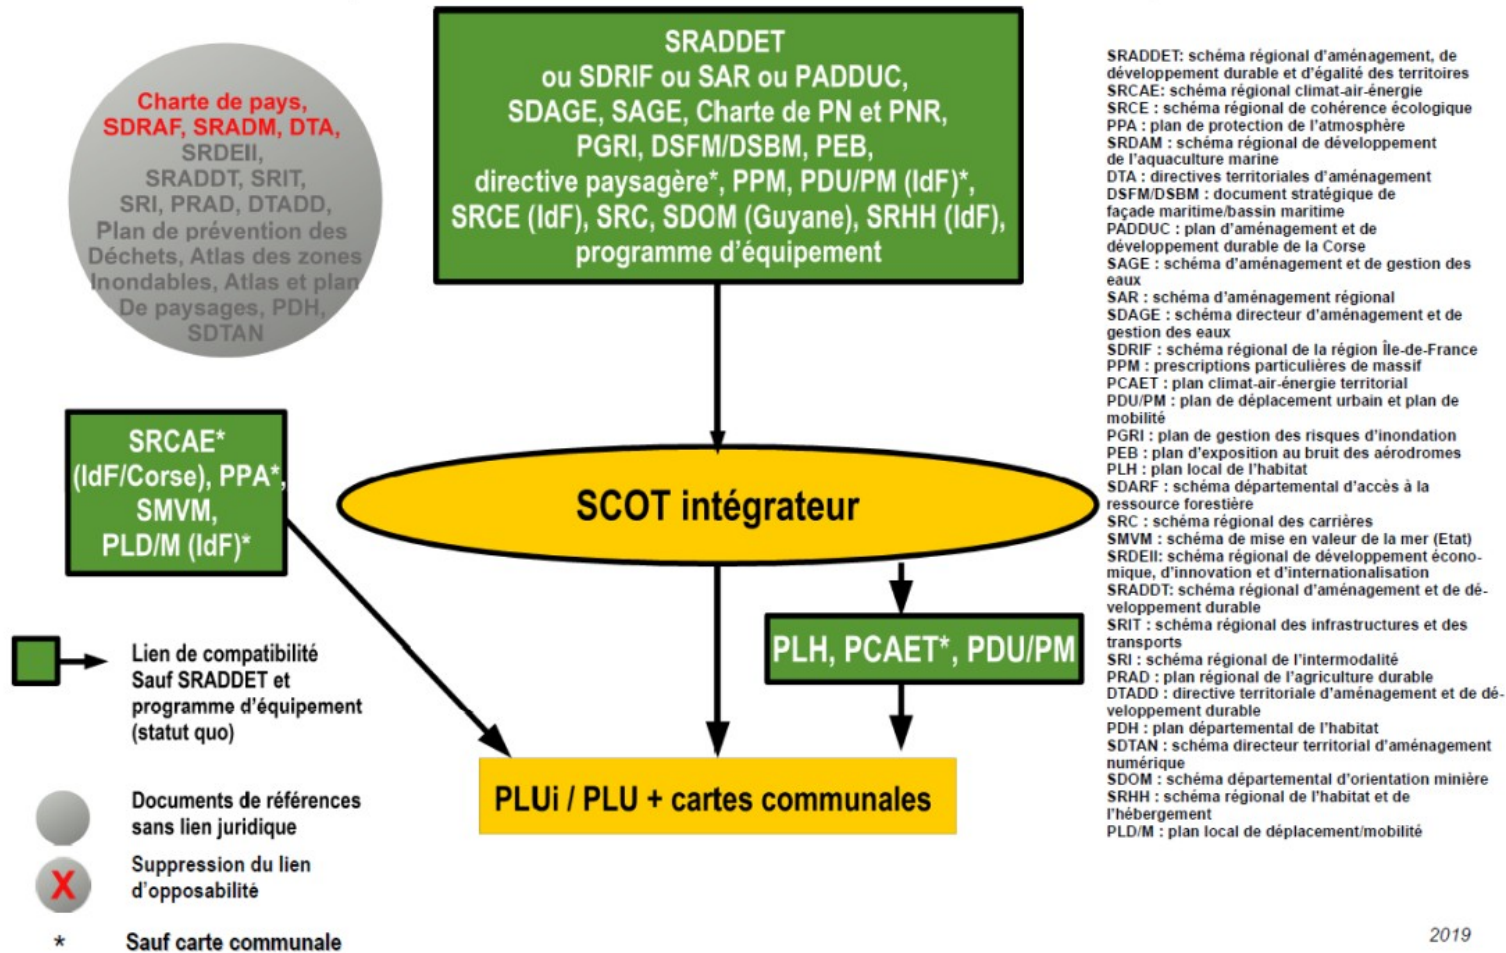 SRADDET
ou SDRIF ou SAR ou PADDUC,
SDAGE, SAGE, Charte de PN et PNR,
PGRI, DSFM/DSBM, PEB,
directive paysagère*, PPM, PDU/PM (IdF)*,
SRCE (IdF), SRC, SDOM (Guyane), SRHH (IdF),
programme d'équipement
Charte de pays,
SDRAF, SRADM, DTA,
SRDEII,
SRADDT, SRIT,
SRI, PRAD, DTADD,
Plan de prévention des
Déchets, Atlas des zones
Inondables, Atlas et plan
De paysages, PDH,
SDTAN
SRCAE*
(IdF/Corse), PPA*,
SMVM,
PLD/M (IdF)*
SCOT intégrateur
PLH, PCAET*, PDU/PM
PLUi / PLU + cartes communales
Lien de compatibilité
Sauf SRADDET et
programme d'équipement
(statut quo)
Documents de références
sans lien juridique
X
Suppression du lien
d'opposabilité
* Sauf carte communale
SRADDET: schéma régional d'aménagement, de
développement durable et d'égalité des territoires
SRCAE: schéma régional climat-air-énergie
SRCE : schéma régional de cohérence écologique
PPA : plan de protection de l'atmosphère
SRDAM : schéma régional de développement
de l'aquaculture marine
DTA : directives territoriales d'aménagement
DSFM/DSBM : document stratégique de
façade maritime/bassin maritime
PADDUC : plan d'aménagement et de
développement durable de la Corse
SAGE : schéma d'aménagement et de gestion des
eaux
SAR : schéma d'aménagement régional
SDAGE : schéma directeur d'aménagement et de
gestion des eaux
SDRIF : schéma régional de la région Île-de-France
PPM : prescriptions particulières de massif
PCAET : plan climat-air-énergie territorial
PDU/PM : plan de déplacement urbain et plan de
mobilité
PGRI : plan de gestion des risques d'inondation
PEB : plan d'exposition au bruit des aérodromes
PLH : plan local de l'habitat
SDARF : schéma départemental d'accès à la
ressource forestière
SRC : schéma régional des carrières
SMVM : schéma de mise en valeur de la mer (Etat)
SRDEII: schéma régional de développement écono-
mique, d'innovation et d'internationalisation
SRADDT: schéma régional d'aménagement et de dé-
veloppement durable
SRIT : schéma régional des infrastructures et des
transports
SRI : schéma régional de l'intermodalité
PRAD : plan régional de l'agriculture durable
DTADD : directive territoriale d'aménagement et de dé-
veloppement durable
PDH : plan départemental de l'habitat
SDTAN : schéma directeur territorial d'aménagement
numérique
SDOM : schéma départemental d'orientation minière
SRHH : schéma régional de l'habitat et de
l'hébergement
PLD/M : plan local de déplacement/mobilité
2019